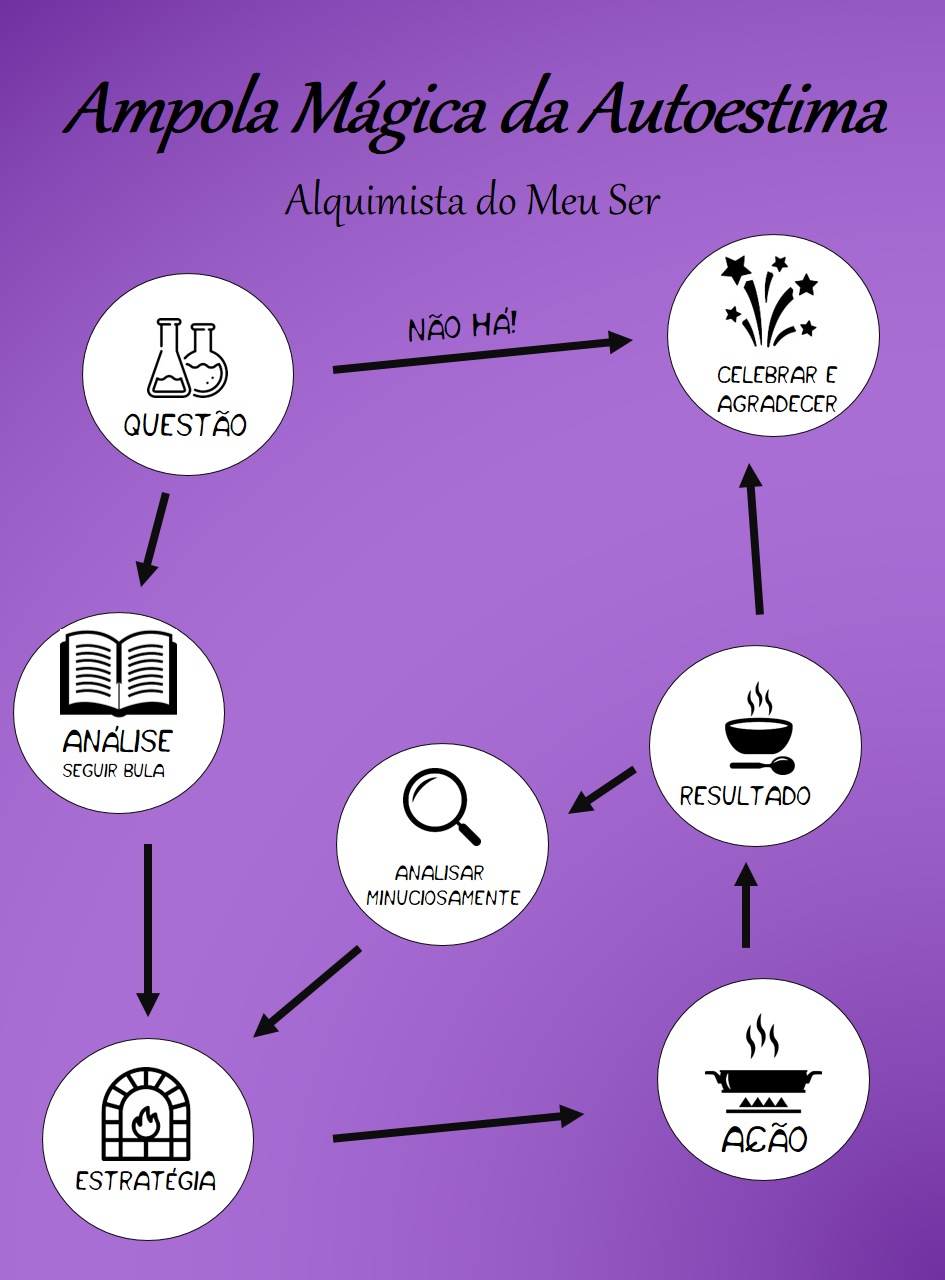 Ampola Mágica da Autoestima
Alquimista do Meu Ser
QUESTÃO
NÃO HÁ!
CELEBRAR E
AGRADECER
ANÁLISE
SEGUIR BULA
ANALISAR
MINUCIOSAMENTE
RESULTADO
ESTRATÉGIA
AÇÃO